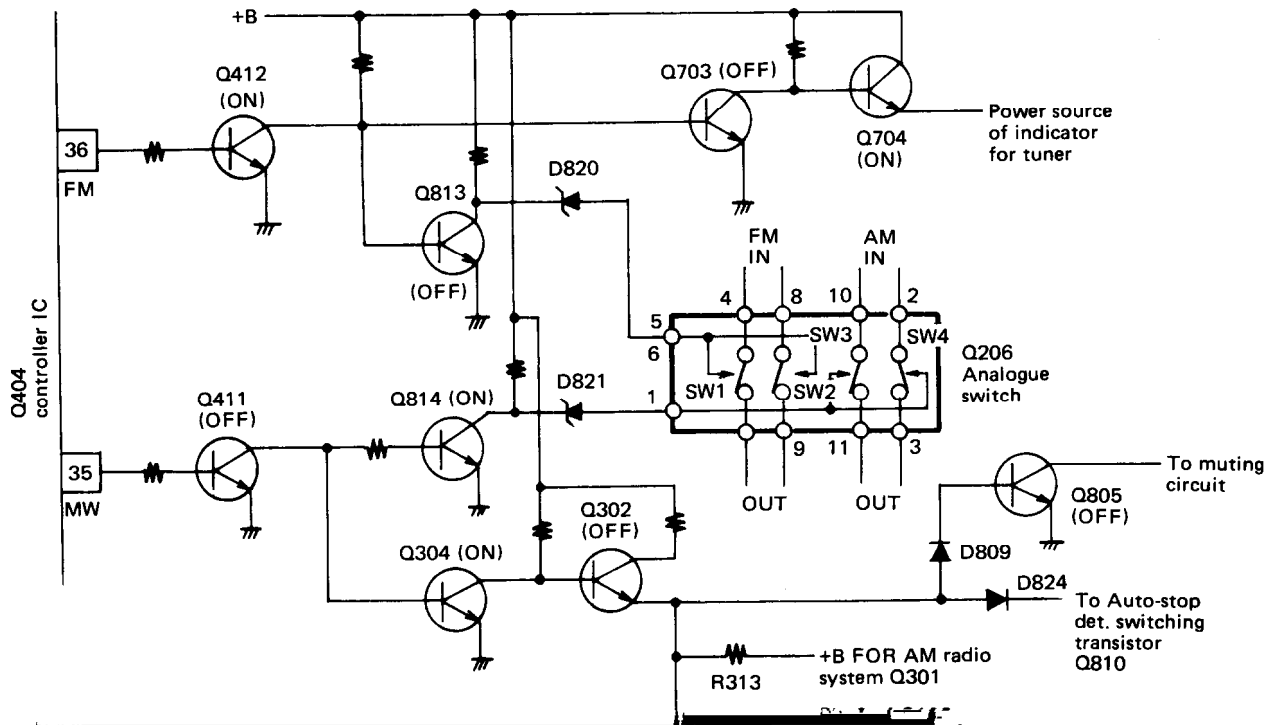 +B
Q412
(ON)
Q703 (OFF)
36
FM
Q704
(ON)
Power source
of indicator
for tuner
D820
Q813
(OFF)
FM
IN
AM
IN
4
8
10
2
5
6
SW3
SW4
Q206
Analogue
switch
SW1
SW2
1
9
11
3
OUT
OUT
Q404
controller IC
Q411
(OFF)
Q814 (ON)
D821
35
MW
Q302
(OFF)
Q304 (ON)
To muting
circuit
Q805
(OFF)
D809
D824
To Auto-stop
det. switching
transistor
Q810
+B FOR AM radio
system Q301
R313